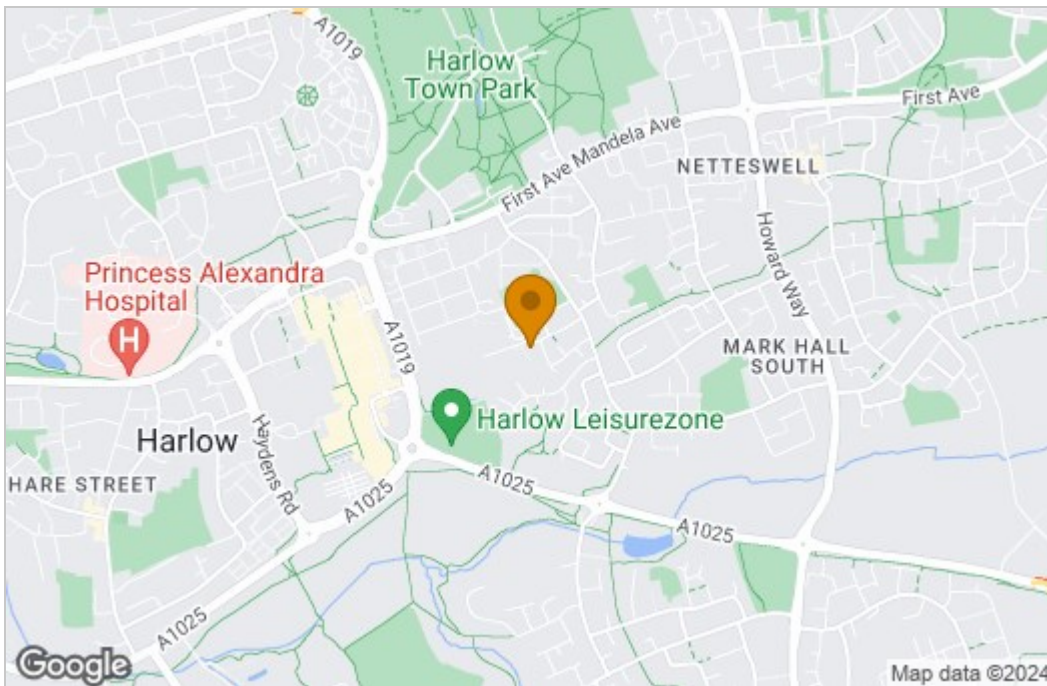 A1019
Harlow
Town Park
First Ave
First Ave Mandela Ave
NETTESWELL
Howard Way
Princess Alexandra
Hospital
H
A1019
MARK HALL
SOUTH
Harlow Leisurezone
Harlow
Haydens Rd
HARE STREET
A1025
A1025
A1025
A1025
Google
Map data ©2024